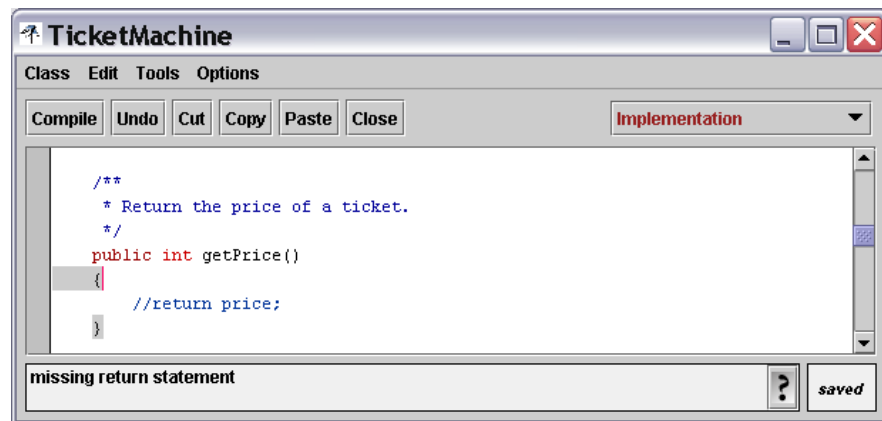 TicketMachine
Class Edit Tools Options
Compile Undo Cut Copy Paste Close Implementation
/**
* Return the price of a ticket.
*/
public int getPrice()
{
//return price;
}
missing return statement ? saved